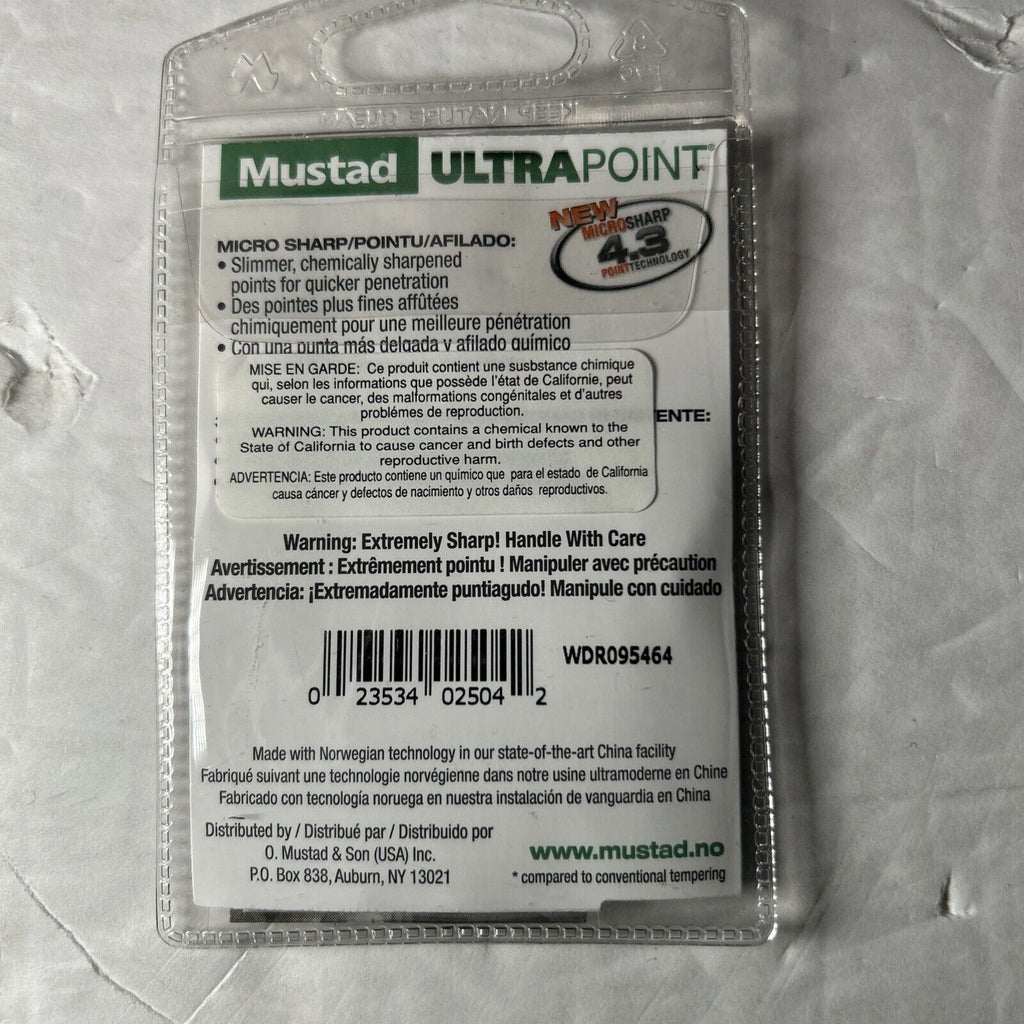 PVC
KEEP NATURE CLEAN
Mustad ULTRAPOINT®
NEW
MICROSHARP
4.3
POINTTECHNOLOGY
MICRO SHARP/POINTU/AFILADO:
• Slimmer, chemically sharpened
points for quicker penetration
• Des pointes plus fines affûtées
chimiquement pour une meilleure pénétration
• Con una punta más delgada y afilado químico
MISE EN GARDE: Ce produit contient une susbstance chimique
qui, selon les informations que possède l'état de Californie, peut
causer le cancer, des malformations congénitales et d'autres
problémes de reproduction.
ENTE:
WARNING: This product contains a chemical known to the
State of California to cause cancer and birth defects and other
reproductive harm.
ADVERTENCIA: Este producto contiene un químico que para el estado de California
causa cáncer y defectos de nacimiento y otros daños reproductivos.
Warning: Extremely Sharp! Handle With Care
Avertissement : Extrêmement pointu ! Manipuler avec précaution
Advertencia: ¡Extremadamente puntiagudo! Manipule con cuidado
WDR095464
0 23534 02504 2
Made with Norwegian technology in our state-of-the-art China facility
Fabriqué suivant une technologie norvégienne dans notre usine ultramoderne en Chine
Fabricado con tecnología noruega en nuestra instalación de vanguardia en China
Distributed by / Distribué par / Distribuido por
O. Mustad & Son (USA) Inc.
P.O. Box 838, Auburn, NY 13021
www.mustad.no
* compared to conventional tempering